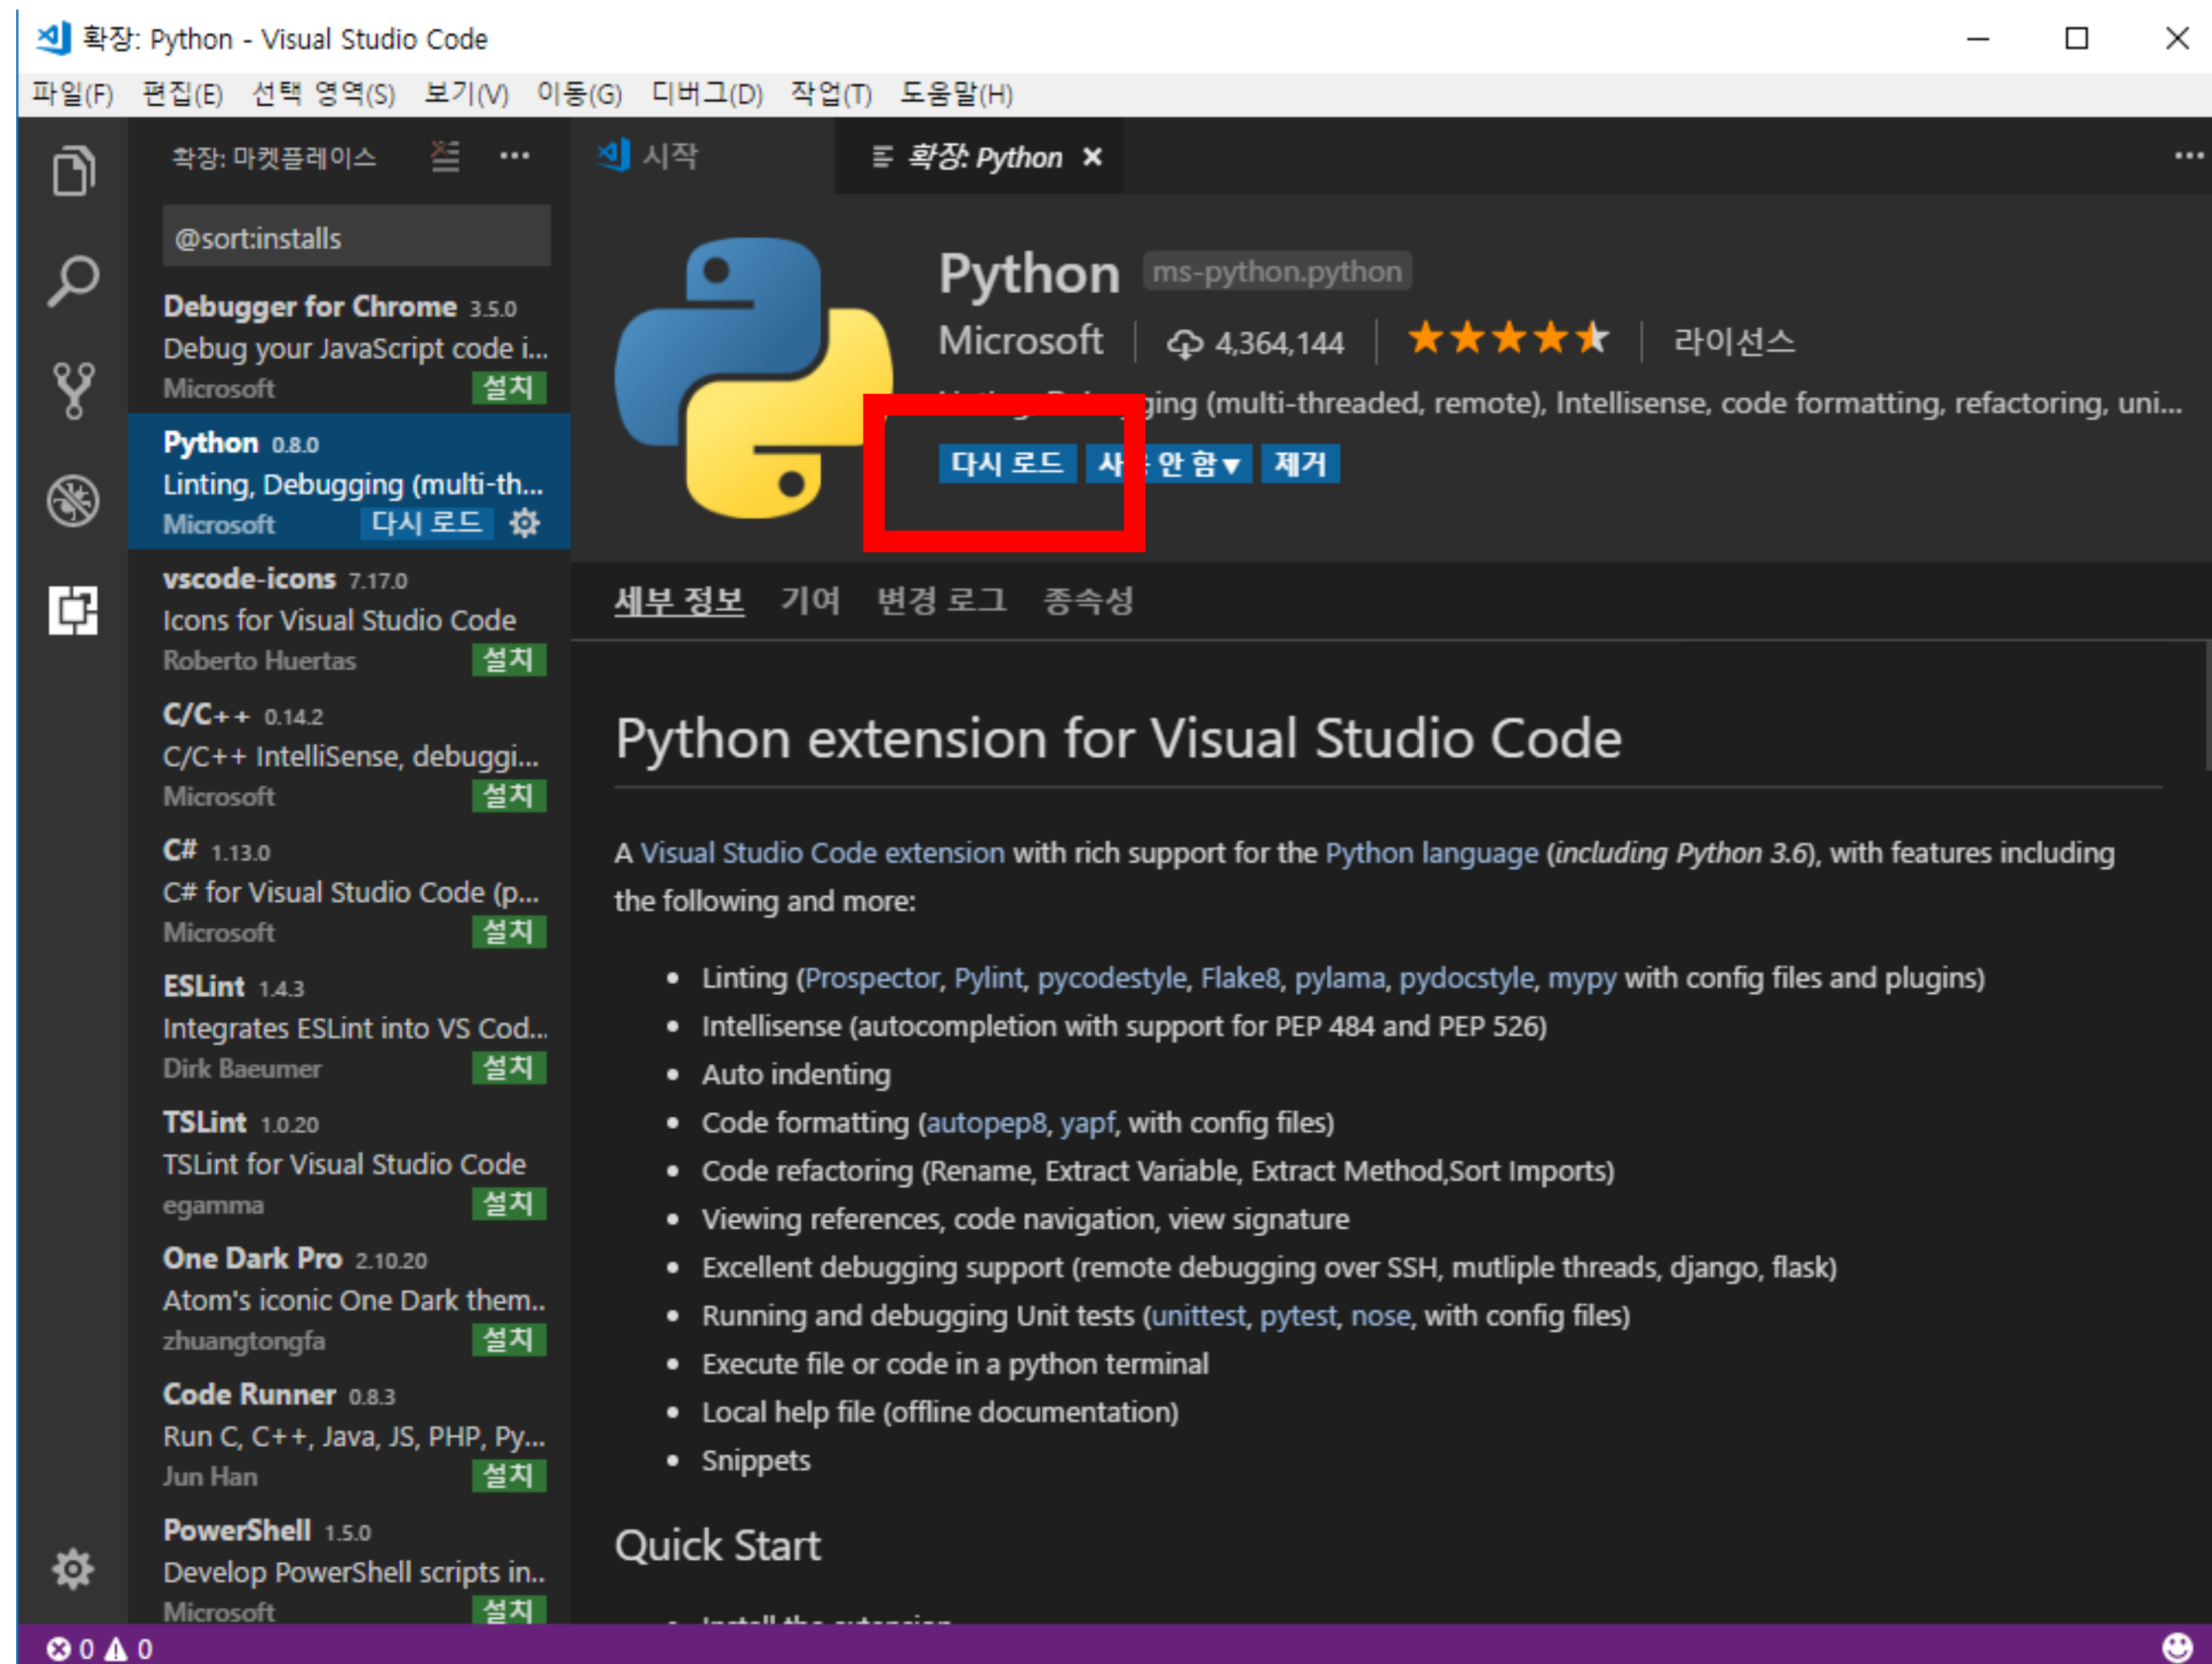 확장: Python - Visual Studio Code
파일(F) 편집(E) 선택 영역(S) 보기(V) 이동(G) 디버그(D) 작업(T) 도움말(H)
확장: 마켓플레이스
@sort:installs
Debugger for Chrome 3.5.0
Debug your JavaScript code i...
Microsoft 설치
Python 0.8.0
Linting, Debugging (multi-th...
Microsoft 다시 로드
vscode-icons 7.17.0
Icons for Visual Studio Code
Roberto Huertas 설치
C/C++ 0.14.2
C/C++ IntelliSense, debuggi...
Microsoft 설치
C# 1.13.0
C# for Visual Studio Code (p...
Microsoft 설치
ESLint 1.4.3
Integrates ESLint into VS Cod...
Dirk Baeumer 설치
TSLint 1.0.20
TSLint for Visual Studio Code
egamma 설치
One Dark Pro 2.10.20
Atom's iconic One Dark them..
zhuangtongfa 설치
Code Runner 0.8.3
Run C, C++, Java, JS, PHP, Py...
Jun Han 설치
PowerShell 1.5.0
Develop PowerShell scripts in..
Microsoft 설치
시작 확장: Python
Python ms-python.python
Microsoft 4,364,144 라이선스
(multi-threaded, remote), Intellisense, code formatting, refactoring, uni...
다시 로드 안 함 제거
세부 정보 기여 변경 로그 종속성
Python extension for Visual Studio Code
A Visual Studio Code extension with rich support for the Python language (including Python 3.6), with features including
the following and more:
• Linting (Prospector, Pylint, pycodestyle, Flake8, pylama, pydocstyle, mypy with config files and plugins)
• Intellisense (autocompletion with support for PEP 484 and PEP 526)
• Auto indenting
• Code formatting (autopep8, yapf, with config files)
• Code refactoring (Rename, Extract Variable, Extract Method,Sort Imports)
• Viewing references, code navigation, view signature
• Excellent debugging support (remote debugging over SSH, mutliple threads, django, flask)
• Running and debugging Unit tests (unittest, pytest, nose, with config files)
• Execute file or code in a python terminal
• Local help file (offline documentation)
• Snippets
Quick Start
0 0